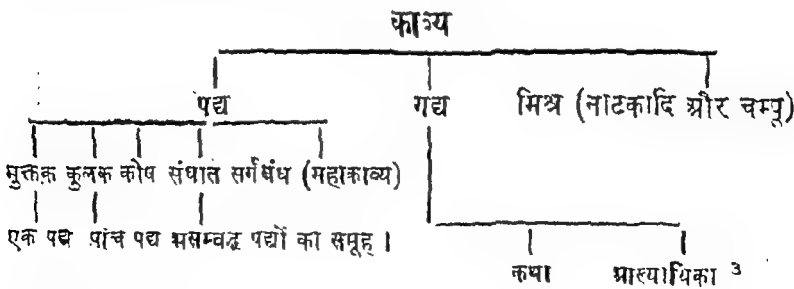 काव्य
पद्य गद्य मिश्र (नाटकादि और चम्पू)
मुक्तक कुलक कोष संघात सर्गबंध (महाकाव्य)
एक पद्य पांच पद्य असम्बद्ध पद्यों का समूह ।
कथा आख्यायिका 3